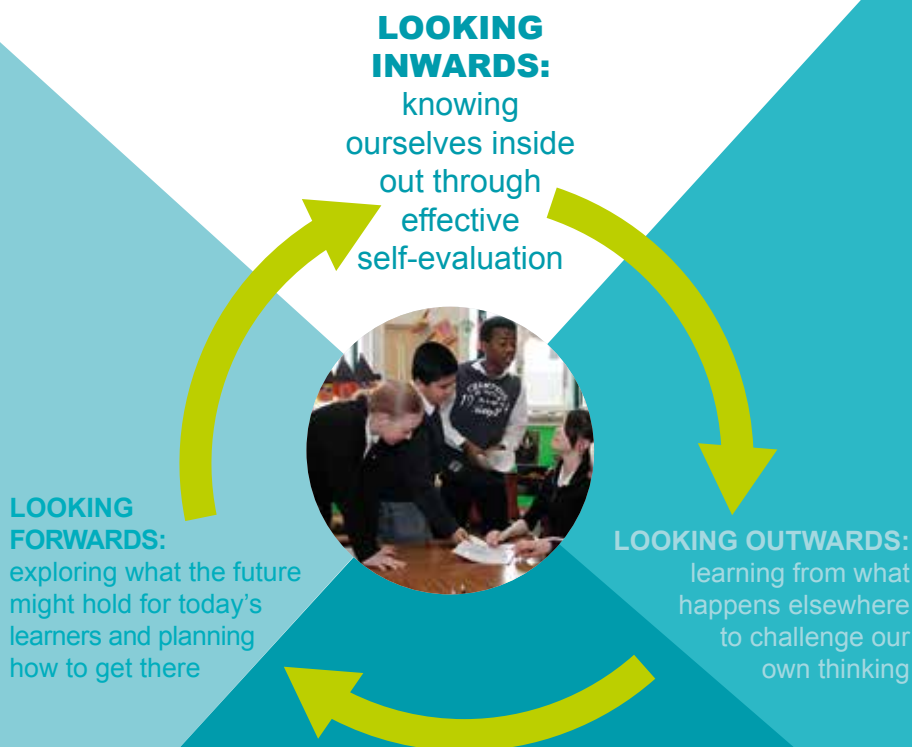 LOOKING
INWARDS:
knowing
ourselves inside
out through
effective
self-evaluation
LOOKING OUTWARDS:
learning from what
happens elsewhere
to challenge our
own thinking
LOOKING
FORWARDS:
exploring what the future
might hold for today's
learners and planning
how to get there